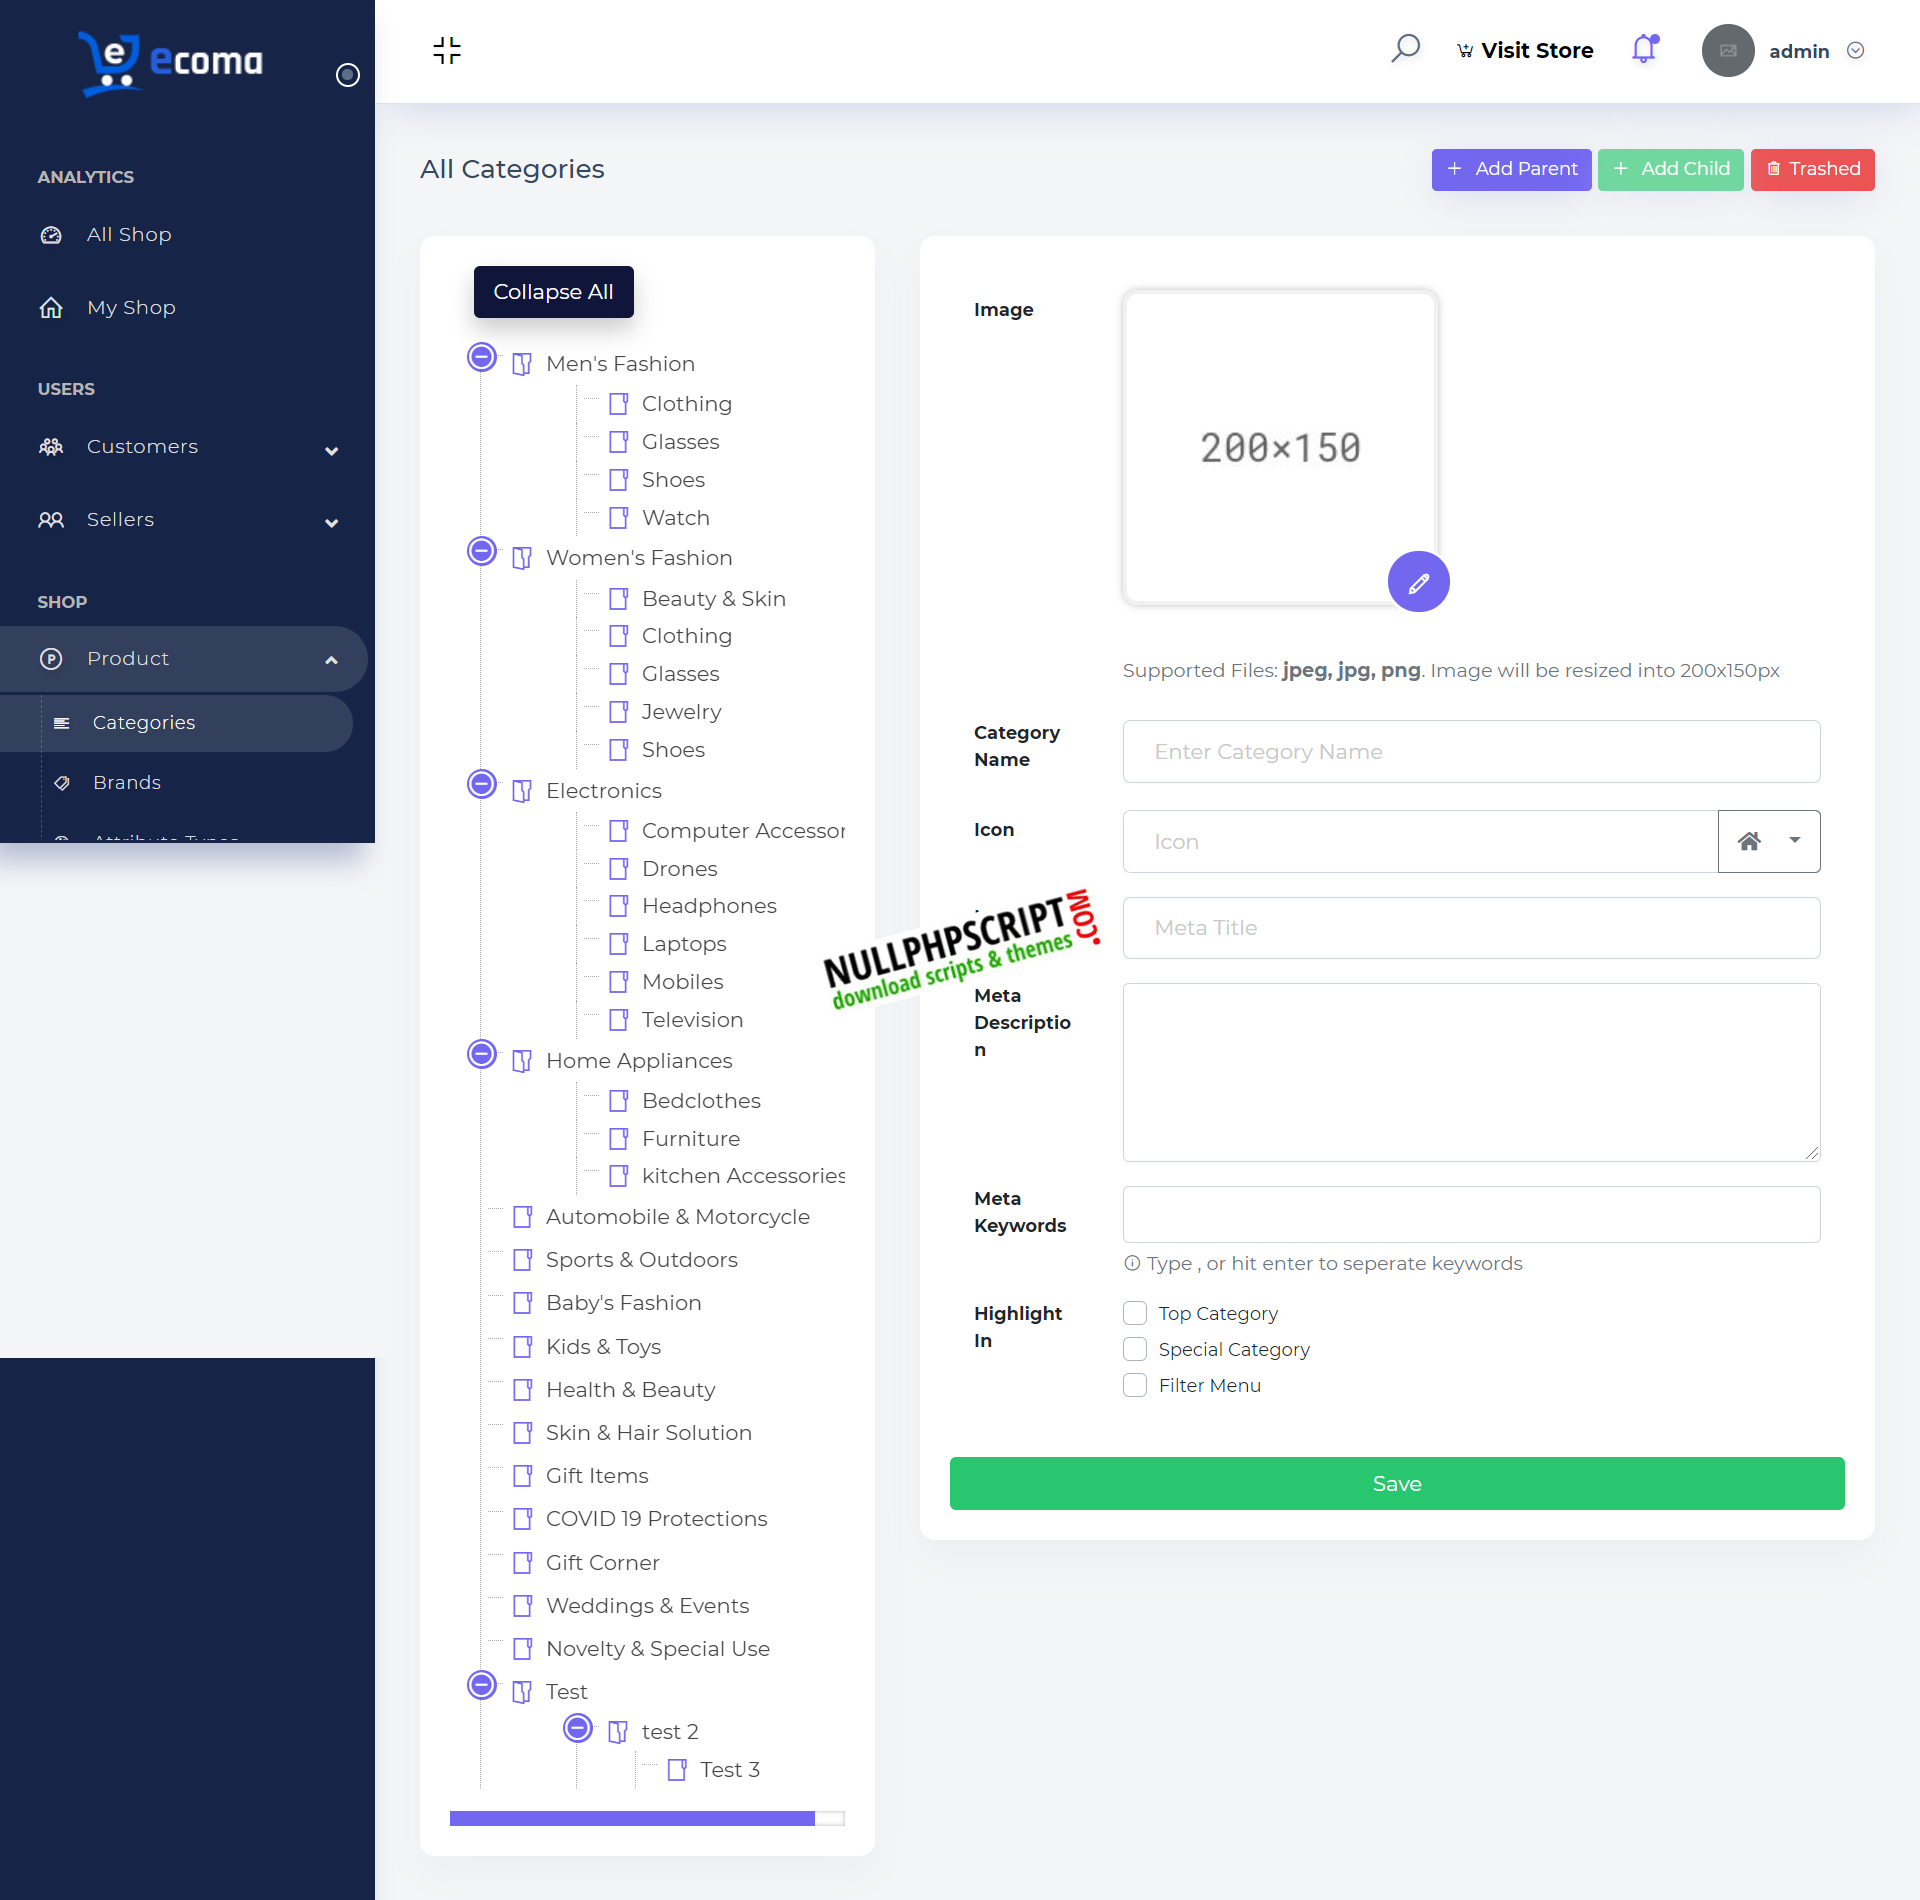 ecoma
Visit Store
admin
ANALYTICS
All Shop
My Shop
USERS
Customers
Sellers
SHOP
Product
Categories
Brands
Attribute Types
All Categories
Add Parent
Add Child
Trashed
Collapse All
Men's Fashion
Clothing
Glasses
Shoes
Watch
Women's Fashion
Beauty & Skin
Clothing
Glasses
Jewelry
Shoes
Electronics
Computer Accessor
Drones
Headphones
Laptops
Mobiles
Television
Home Appliances
Bedclothes
Furniture
kitchen Accessories
Automobile & Motorcycle
Sports & Outdoors
Baby's Fashion
Kids & Toys
Health & Beauty
Skin & Hair Solution
Gift Items
COVID 19 Protections
Gift Corner
Weddings & Events
Novelty & Special Use
Test
test 2
Test 3
Image
200×150
Supported Files: jpeg, jpg, png. Image will be resized into 200x150px
Category
Name
Enter Category Name
Icon
Icon
Meta Title
NULLPHPSCRIPT.COM
download scripts & themes
Meta
Descriptio
n
Meta
Keywords
Type , or hit enter to seperate keywords
Highlight
In
Top Category
Special Category
Filter Menu
Save